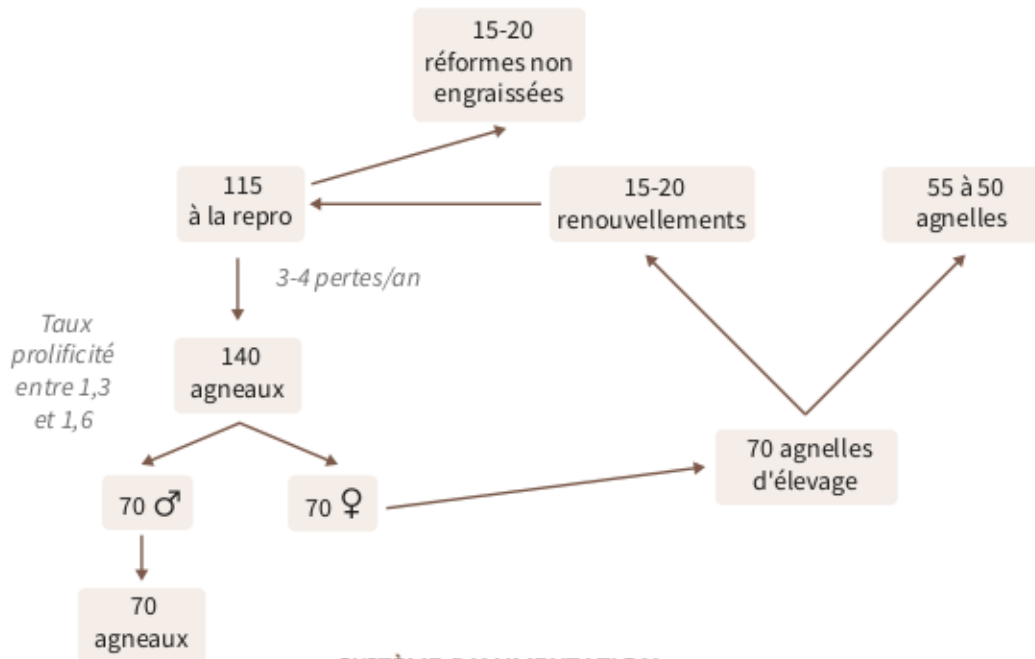 15-20
réformes non
engraissées
115
à la repro
15-20
renouvellements
55 à 50
agnelles
3-4 pertes/an
Taux
prolificité
entre 1,3
et 1,6
140
agneaux
70 agnelles
d'élevage
70 ♂
70 ♀
70
agneaux